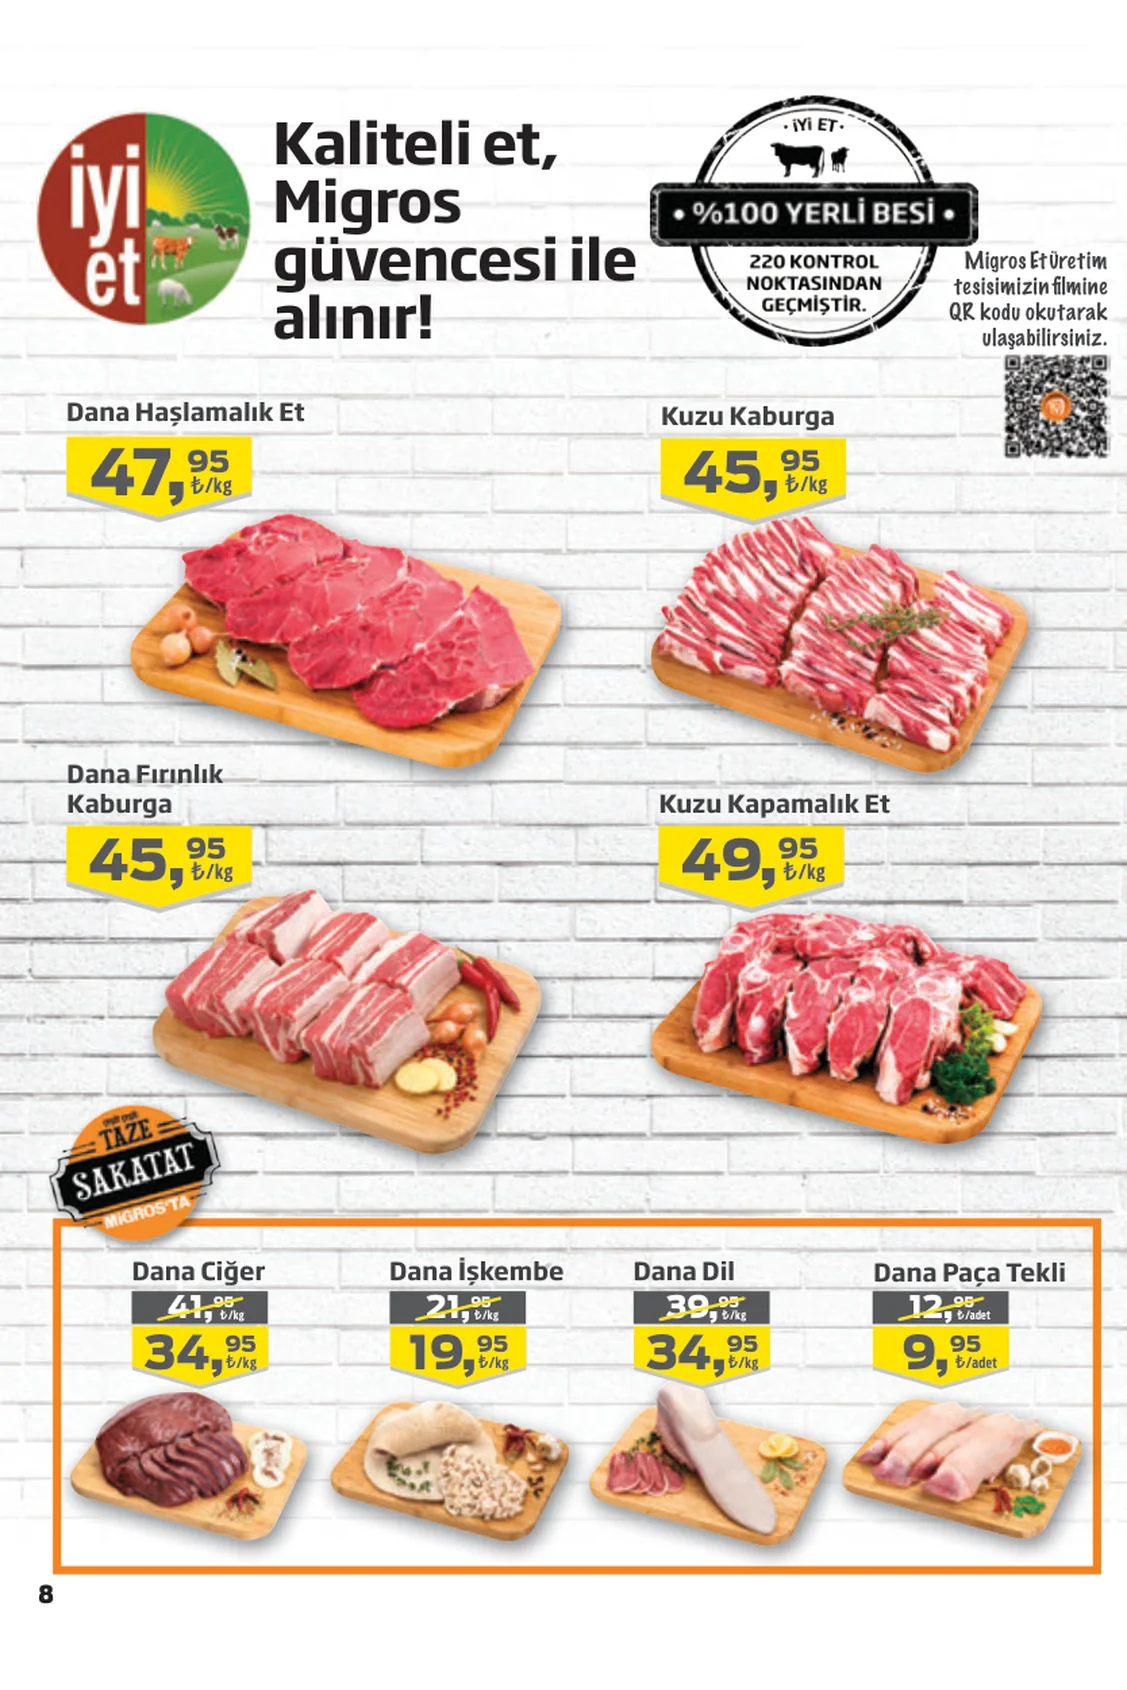 iyi
et
Kaliteli et,
Migros
güvencesi ile
alınır!
· İYİ ET ·
• %100 YERLİ BESİ •
220 KONTROL
NOKTASINDAN
GEÇMİŞTİR.
Migros Et Üretim
tesisimizin filmine
QR kodu okutarak
ulaşabilirsiniz.
Dana Haşlamalık Et
47,95 ₺/kg
Kuzu Kaburga
45,95 ₺/kg
Dana Fırınlık
Kaburga
45,95 ₺/kg
Kuzu Kapamalık Et
49,95 ₺/kg
çeşit çeşit
TAZE
SAKATAT
MİGROS'TA
Dana Ciğer
41,95 ₺/kg
34,95 ₺/kg
Dana İşkembe
21,95 ₺/kg
19,95 ₺/kg
Dana Dil
39,95 ₺/kg
34,95 ₺/kg
Dana Paça Tekli
12,95 ₺/adet
9,95 ₺/adet
8